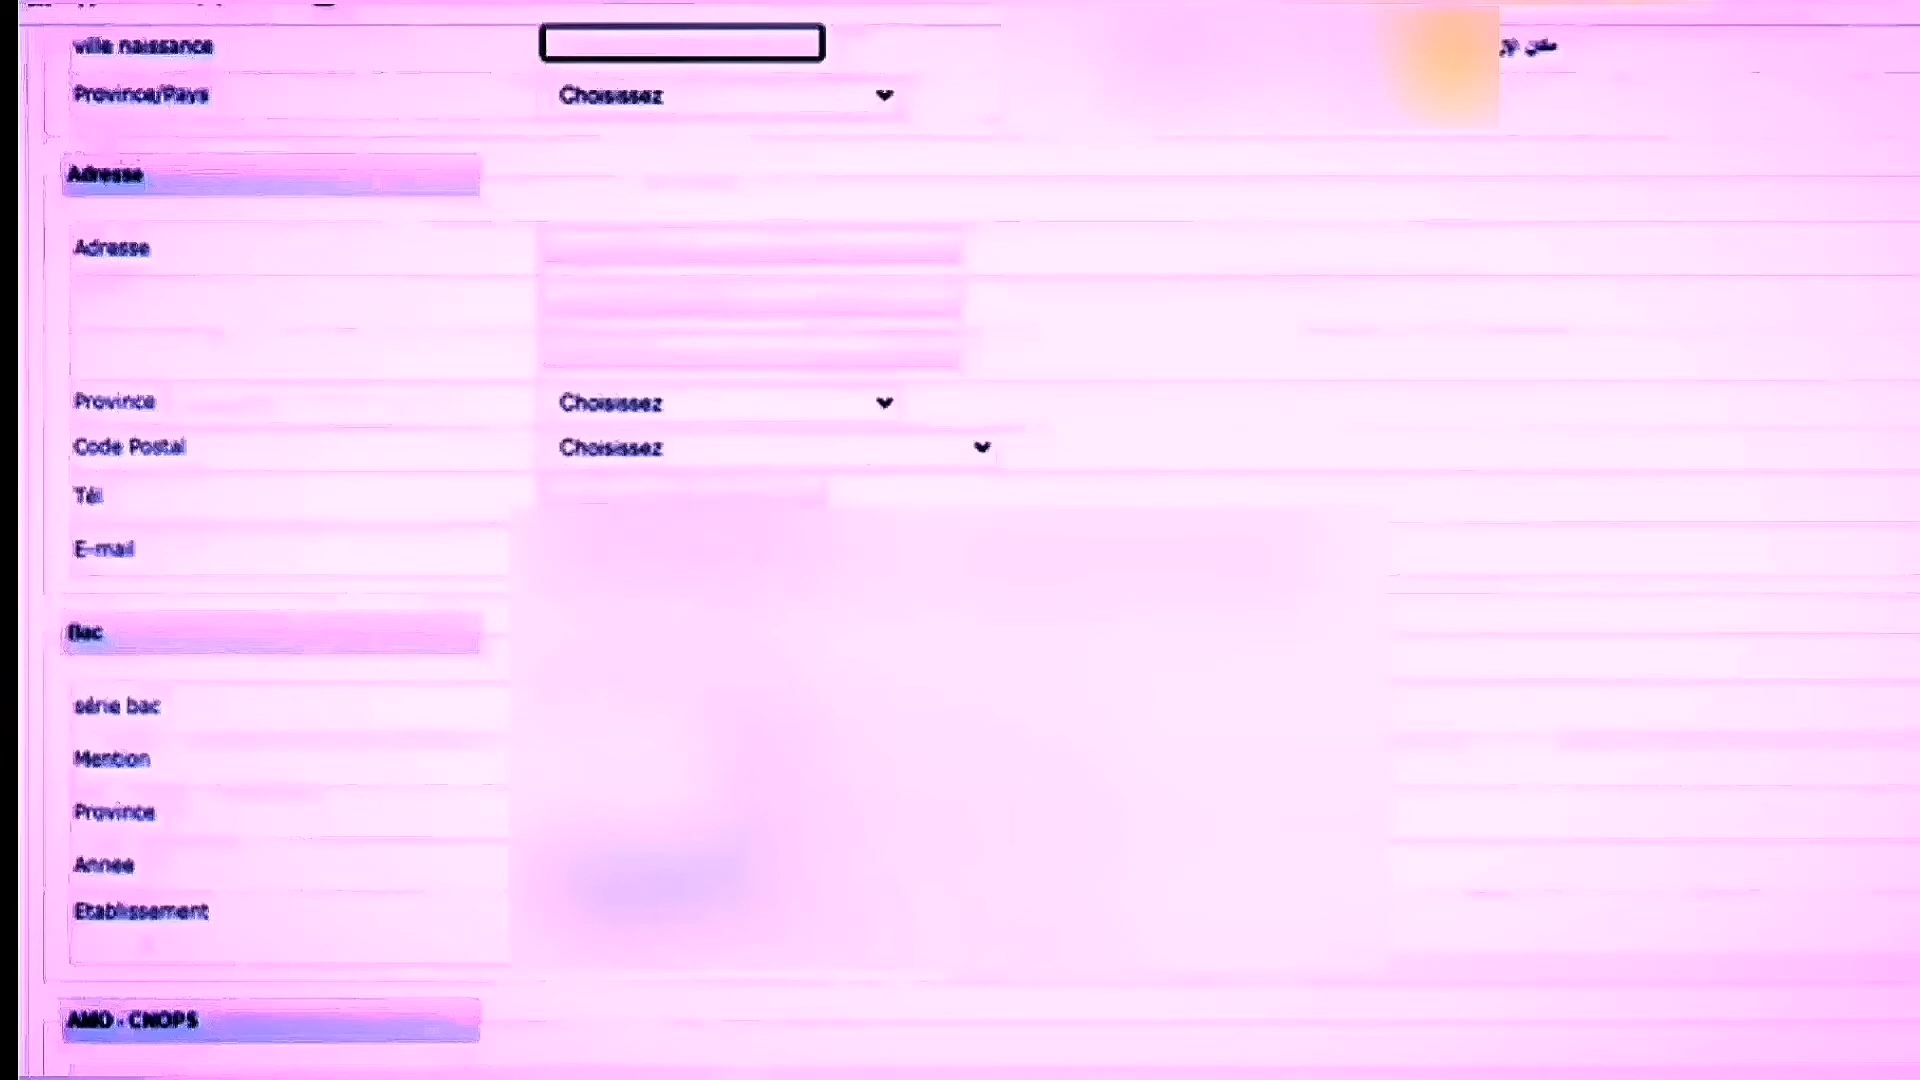 ville naissance
Province/Pays Choisissez
Adresse
Adresse
Province Choisissez
Code Postal Choisissez
Tél
E-mail
Bac
série bac
Mention
Province
Annee
Etablissement
AMO - CNOPS